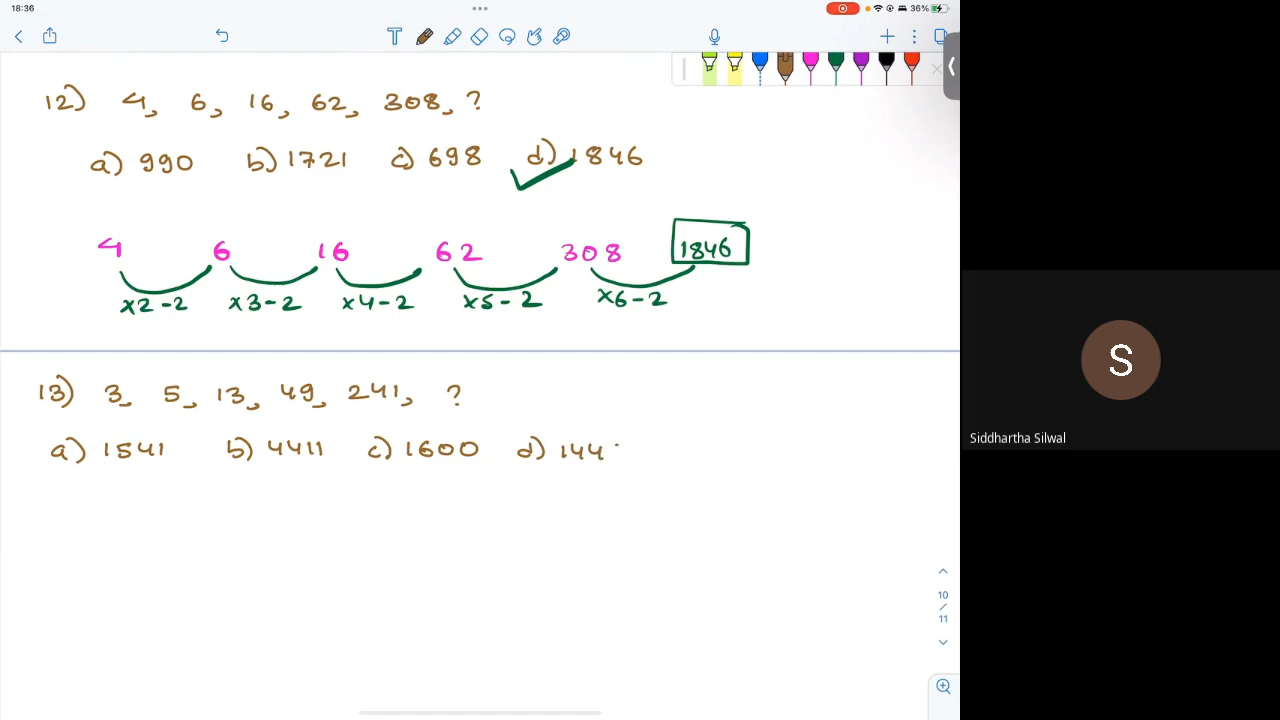 18:36
36%
12) 4, 6, 16, 62, 308, ?
a) 990 b) 1721 c) 698 d) 1846
4 6 16 62 308 1846
x2-2 x3-2 x4-2 x5-2 x6-2
13) 3, 5, 13, 49, 241, ?
a) 1541 b) 4411 c) 1600 d) 144
10
/
11
S
Siddhartha Silwal